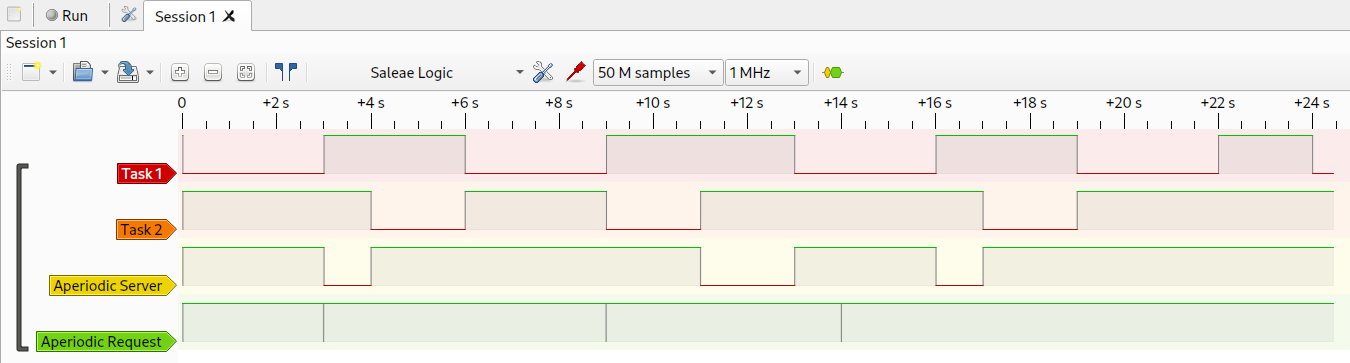 Run
Session 1
Session 1
Saleae Logic 50 M samples 1 MHz
0 +2 s +4 s +6 s +8 s +10 s +12 s +14 s +16 s +18 s +20 s +22 s +24 s
Task 1
Task 2
Aperiodic Server
Aperiodic Request